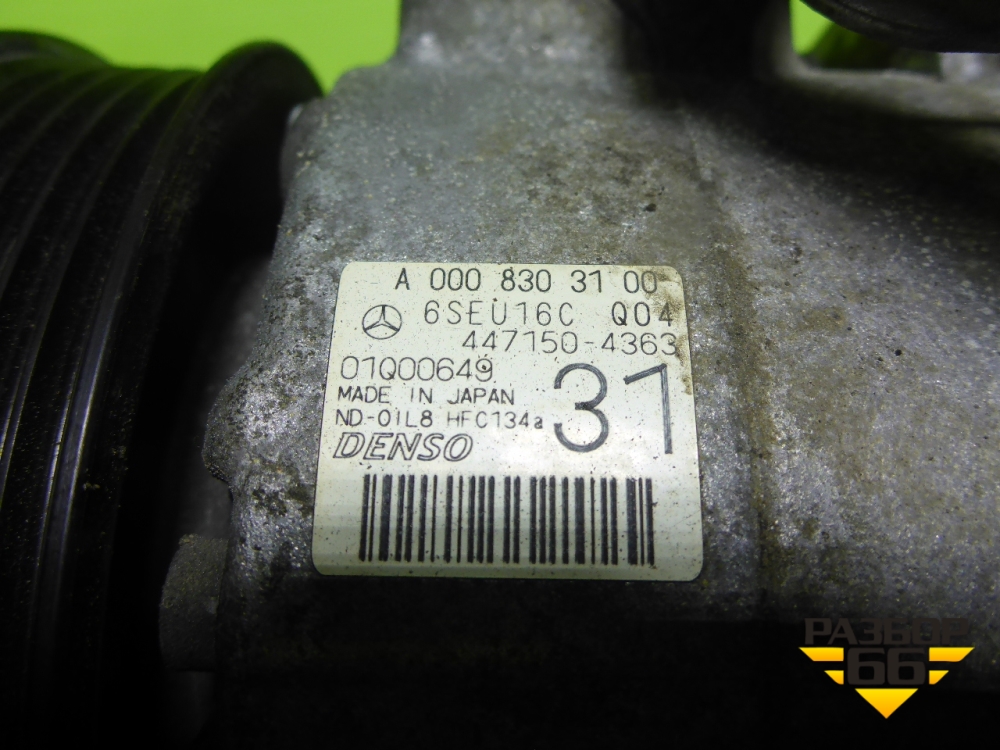 A 000 830 31 00
6SEU16C Q04
447150-4363
01Q00649
MADE IN JAPAN
31
ND-OIL8 HFC134a
DENSO
РАЗБОР
66